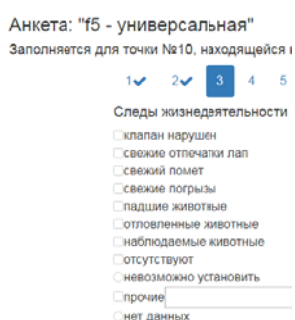 Анкета: "f5 - универсальная"
Заполняется для точки №10, находящейся
1✔ 2✔ 3 4 5
Следы жизнедеятельности
клапан нарушен
свежие отпечатки лап
свежий помет
свежие погрызы
падшие животные
отловленные животные
наблюдаемые животные
отсутствуют
невозможно установить
прочие
нет данных